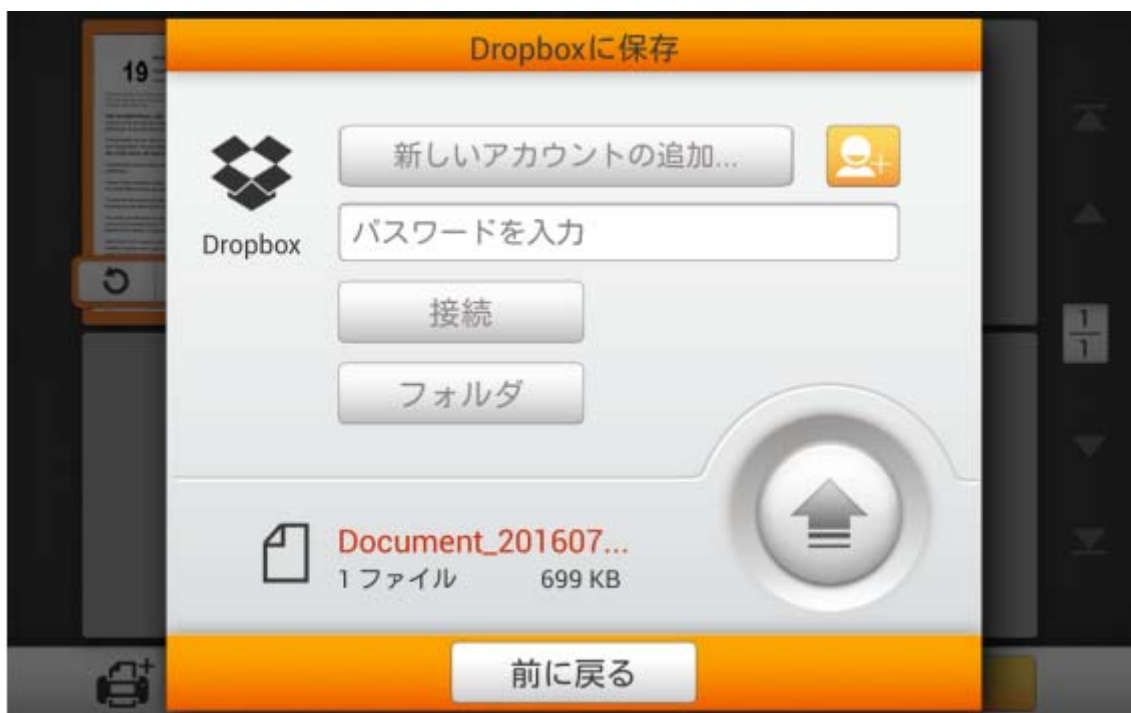 Dropboxに保存
19
新しいアカウントの追加...
Dropbox
パスワードを入力
接続
フォルダ
1
1
Document_201607...
1 ファイル 699 KB
前に戻る